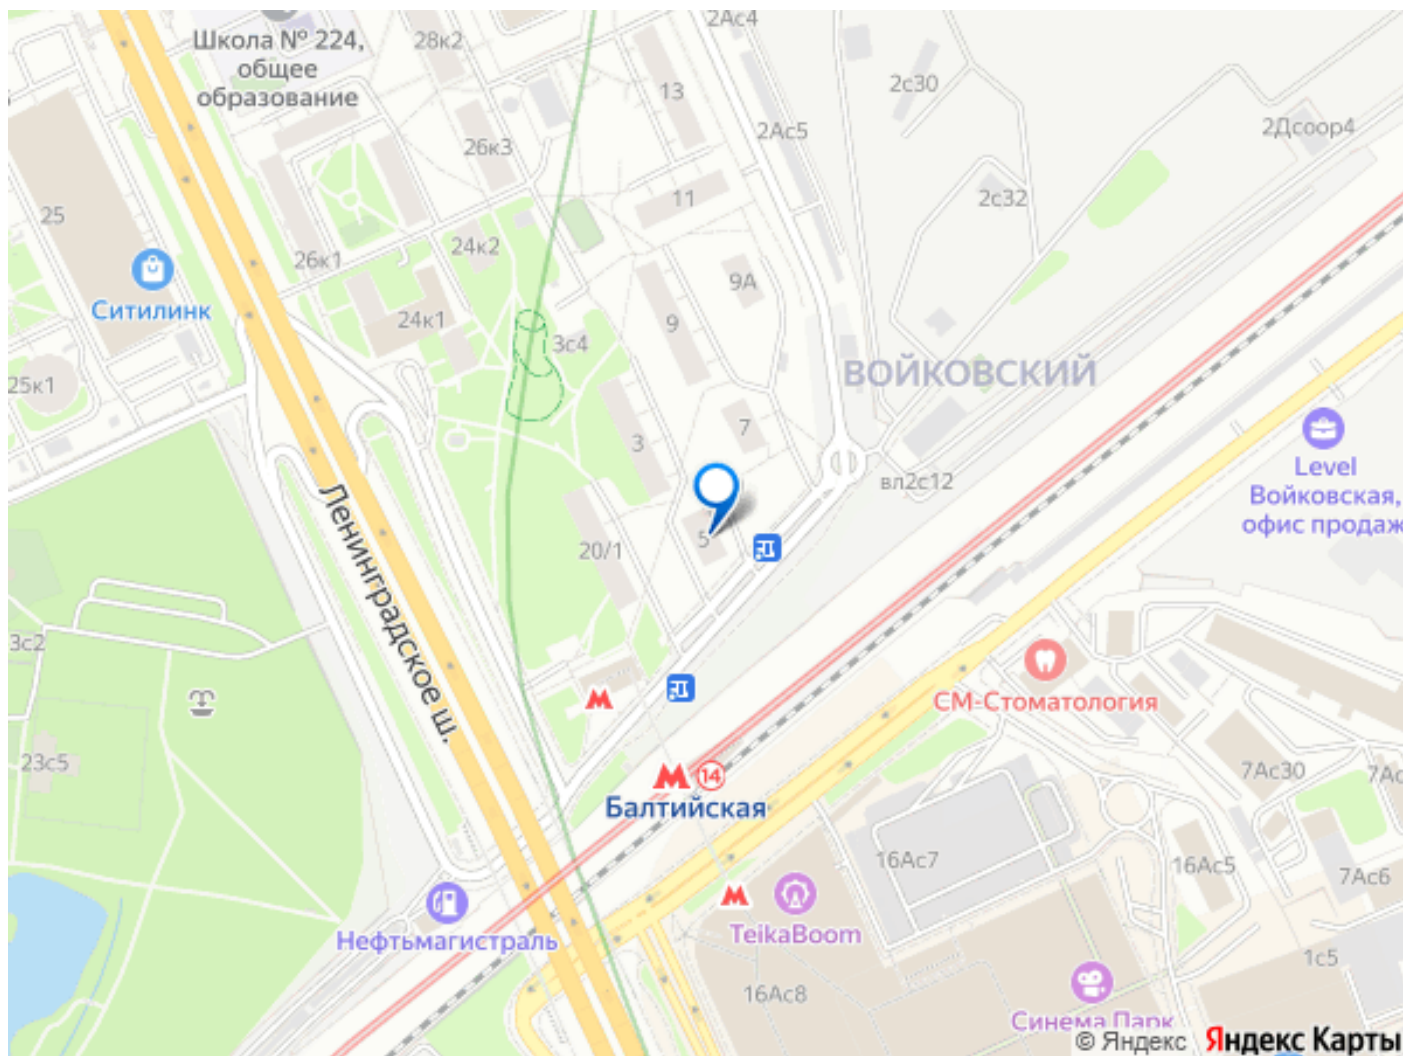 2Ас4
Школа № 224,
общее
образование
28к2
2с30
13
2Ас5
2Дсоор4
26к3
2с32
11
25
24к2
26к1
9А
Ситилинк
24к1
9
3с4
ВОЙКОВСКИЙ
25к1
7
3
Level
Войковская,
офис продаж
вл2с12
Ленинградское ш.
5
20/1
3с2
СМ-Стоматология
23с5
14
Балтийская
7Ас30
7Ас
16Ас7
16Ас5
7Ас6
TeikaBoom
Нефтьмагистраль
1с5
16Ас8
Синема Парк
© Яндекс Яндекс Карты